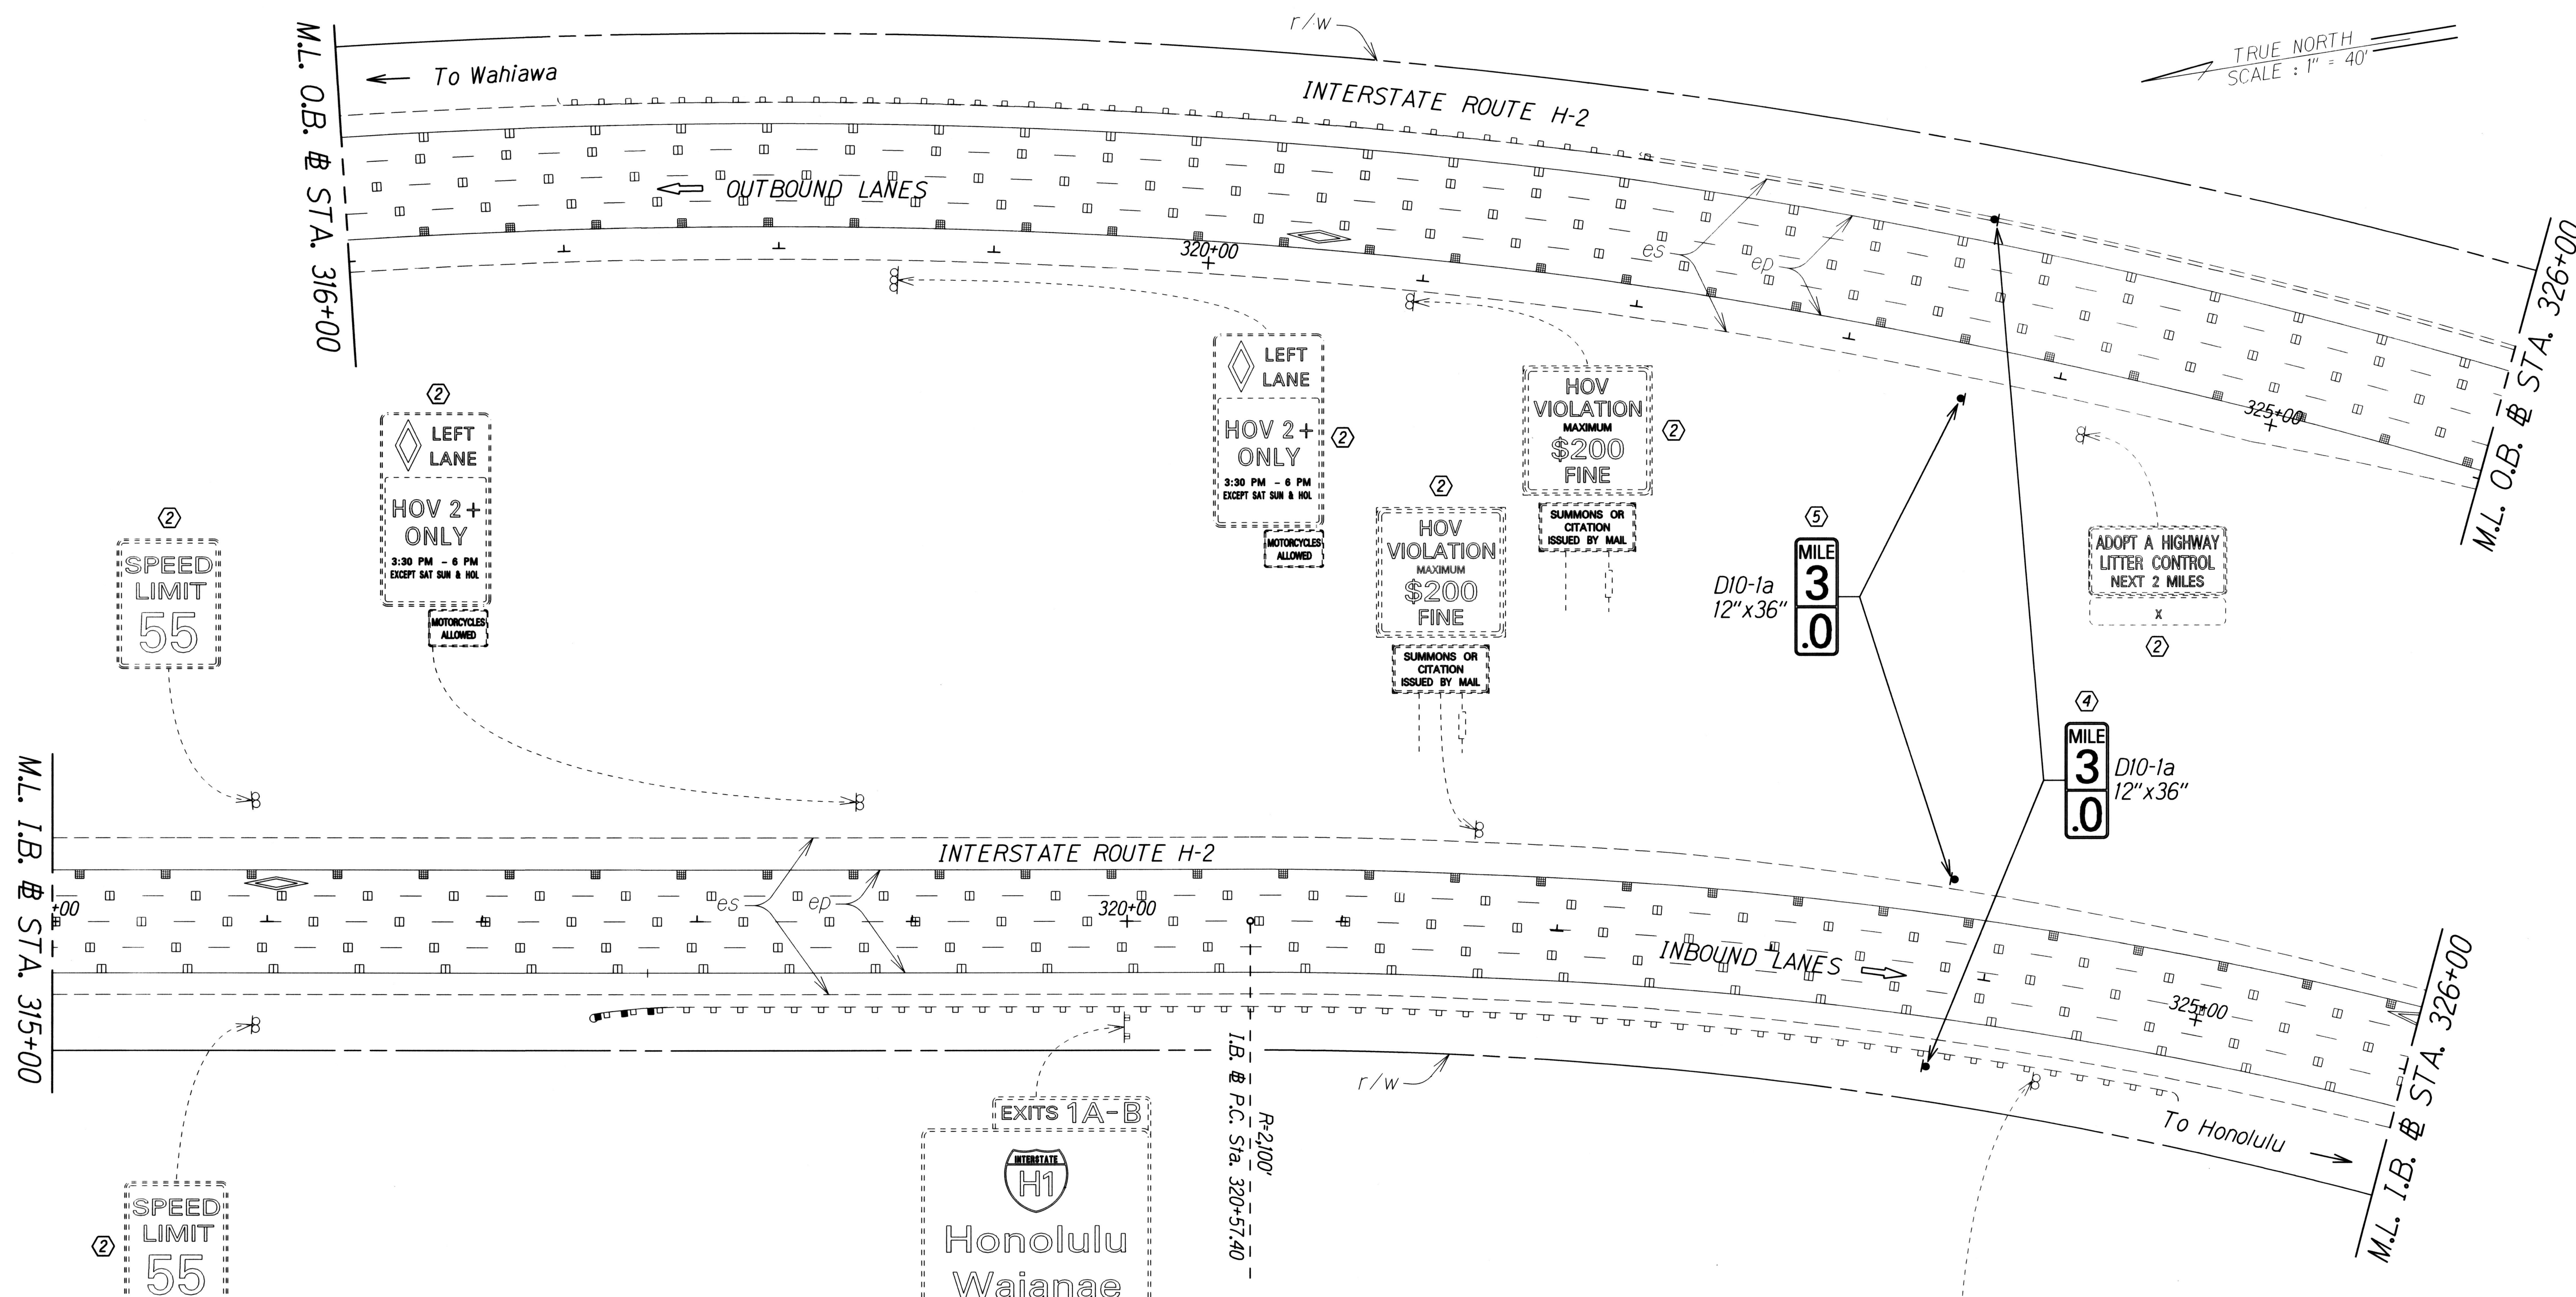 r/w
TRUE NORTH
SCALE : 1" = 40'
To Wahiawa
INTERSTATE ROUTE H-2
M.L. O.B. ⅊ STA. 316+00
OUTBOUND LANES
320+00
es
ep
M.L. O.B. ⅊ STA. 326+00
325+00
2
LEFT
LANE
HOV 2+
ONLY
3:30 PM - 6 PM
EXCEPT SAT SUN & HOL
MOTORCYCLES
ALLOWED
2
LEFT
LANE
HOV 2+
ONLY
3:30 PM - 6 PM
EXCEPT SAT SUN & HOL
MOTORCYCLES
ALLOWED
2
HOV
VIOLATION
MAXIMUM
$200
FINE
SUMMONS OR
CITATION
ISSUED BY MAIL
2
HOV
VIOLATION
MAXIMUM
$200
FINE
SUMMONS OR
CITATION
ISSUED BY MAIL
2
SPEED
LIMIT
55
5
MILE
3
.0
D10-1a
12"x36"
ADOPT A HIGHWAY
LITTER CONTROL
NEXT 2 MILES
X
2
4
MILE
3
.0
D10-1a
12"x36"
M.L. I.B. ⅊ STA. 315+00
+00
INTERSTATE ROUTE H-2
es
ep
320+00
INBOUND LANES
325+00
M.L. I.B. ⅊ STA. 326+00
I.B. ⅊ P.C. Sta. 320+57.40
R=2,100'
r/w
To Honolulu
2
SPEED
LIMIT
55
EXITS 1A-B
INTERSTATE
H1
Honolulu
Waianae